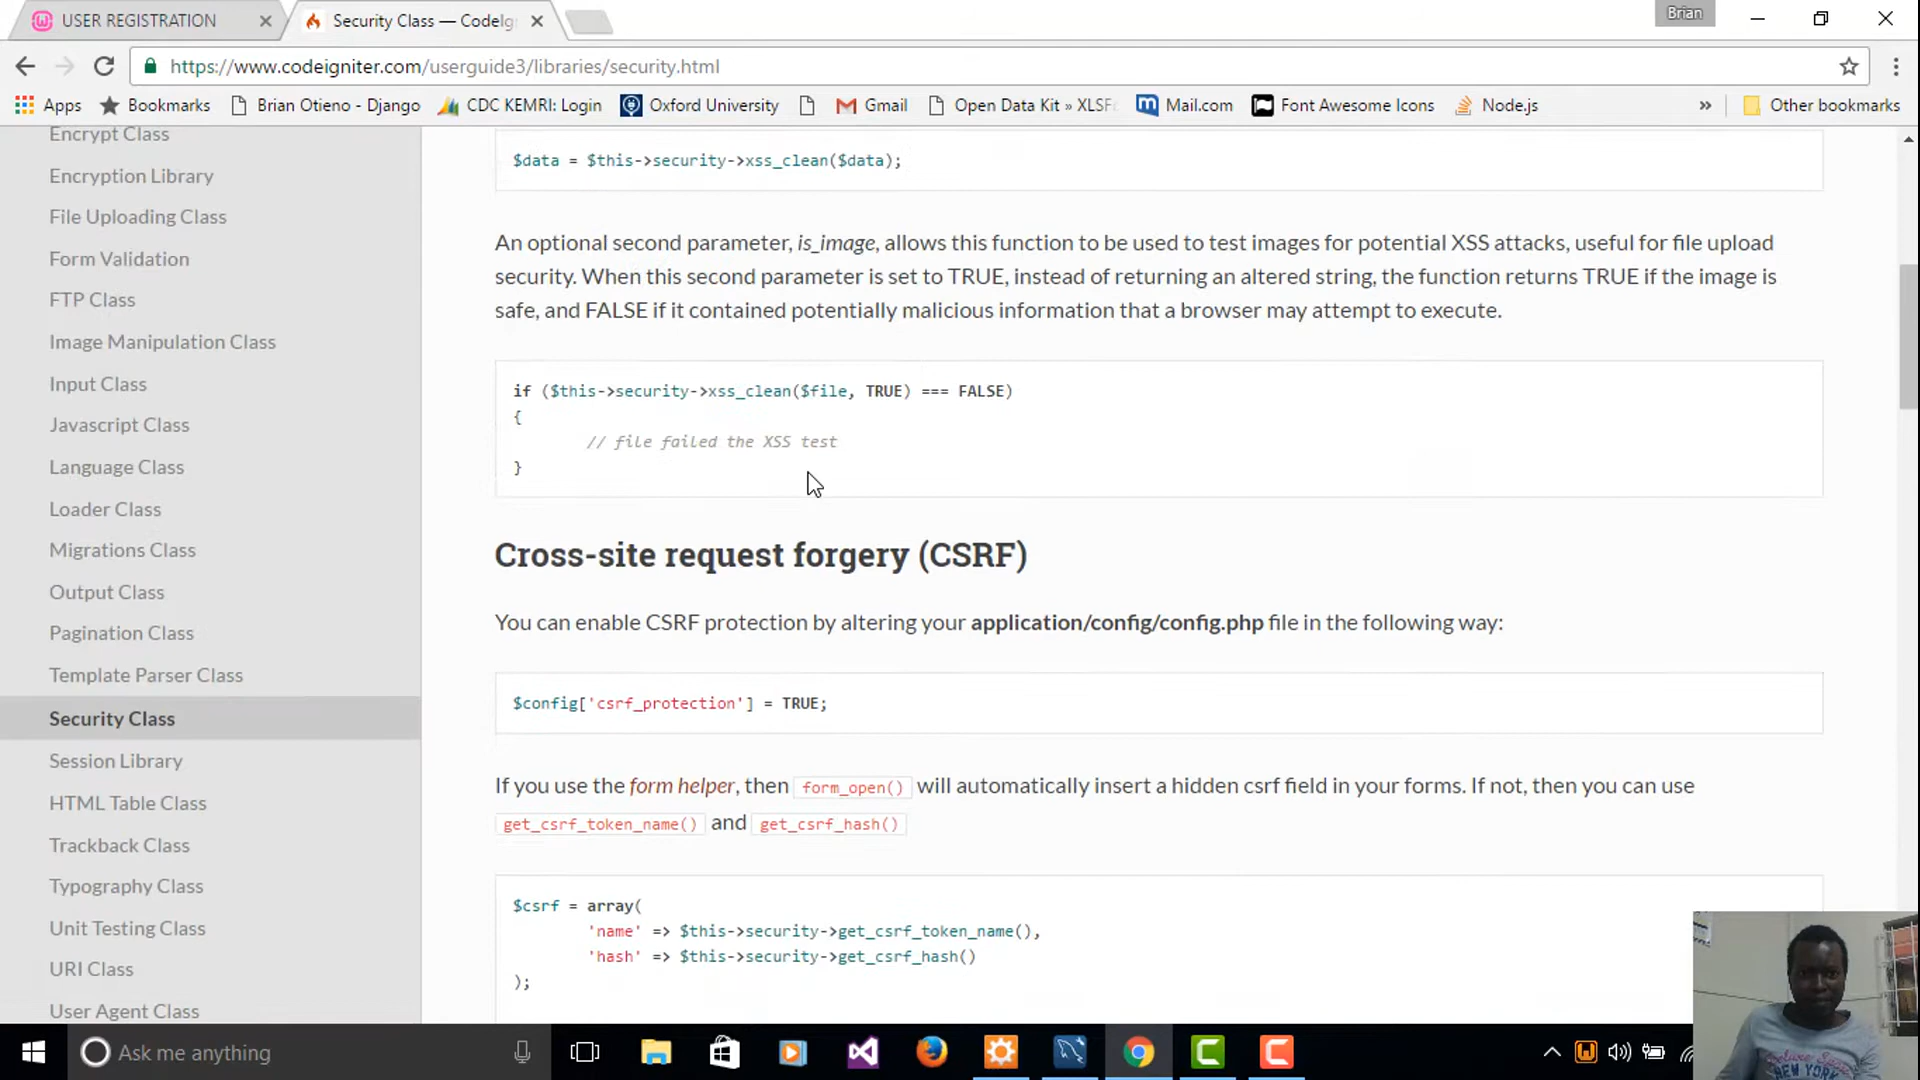 USER REGISTRATION
Security Class — CodeIg
Brian
https://www.codeigniter.com/userguide3/libraries/security.html
Apps
Bookmarks
Brian Otieno - Django
CDC KEMRI: Login
Oxford University
Gmail
Open Data Kit » XLSF
Mail.com
Font Awesome Icons
Node.js
»
Other bookmarks
Encrypt Class
Encryption Library
File Uploading Class
Form Validation
FTP Class
Image Manipulation Class
Input Class
Javascript Class
Language Class
Loader Class
Migrations Class
Output Class
Pagination Class
Template Parser Class
Security Class
Session Library
HTML Table Class
Trackback Class
Typography Class
Unit Testing Class
URI Class
User Agent Class
$data = $this->security->xss_clean($data);
An optional second parameter, is_image, allows this function to be used to test images for potential XSS attacks, useful for file upload
security. When this second parameter is set to TRUE, instead of returning an altered string, the function returns TRUE if the image is
safe, and FALSE if it contained potentially malicious information that a browser may attempt to execute.
if ($this->security->xss_clean($file, TRUE) === FALSE)
{
// file failed the XSS test
}
Cross-site request forgery (CSRF)
You can enable CSRF protection by altering your application/config/config.php file in the following way:
$config['csrf_protection'] = TRUE;
If you use the form helper, then form_open() will automatically insert a hidden csrf field in your forms. If not, then you can use
get_csrf_token_name() and get_csrf_hash()
$csrf = array(
'name' => $this->security->get_csrf_token_name(),
'hash' => $this->security->get_csrf_hash()
);
Ask me anything
NEW YORK